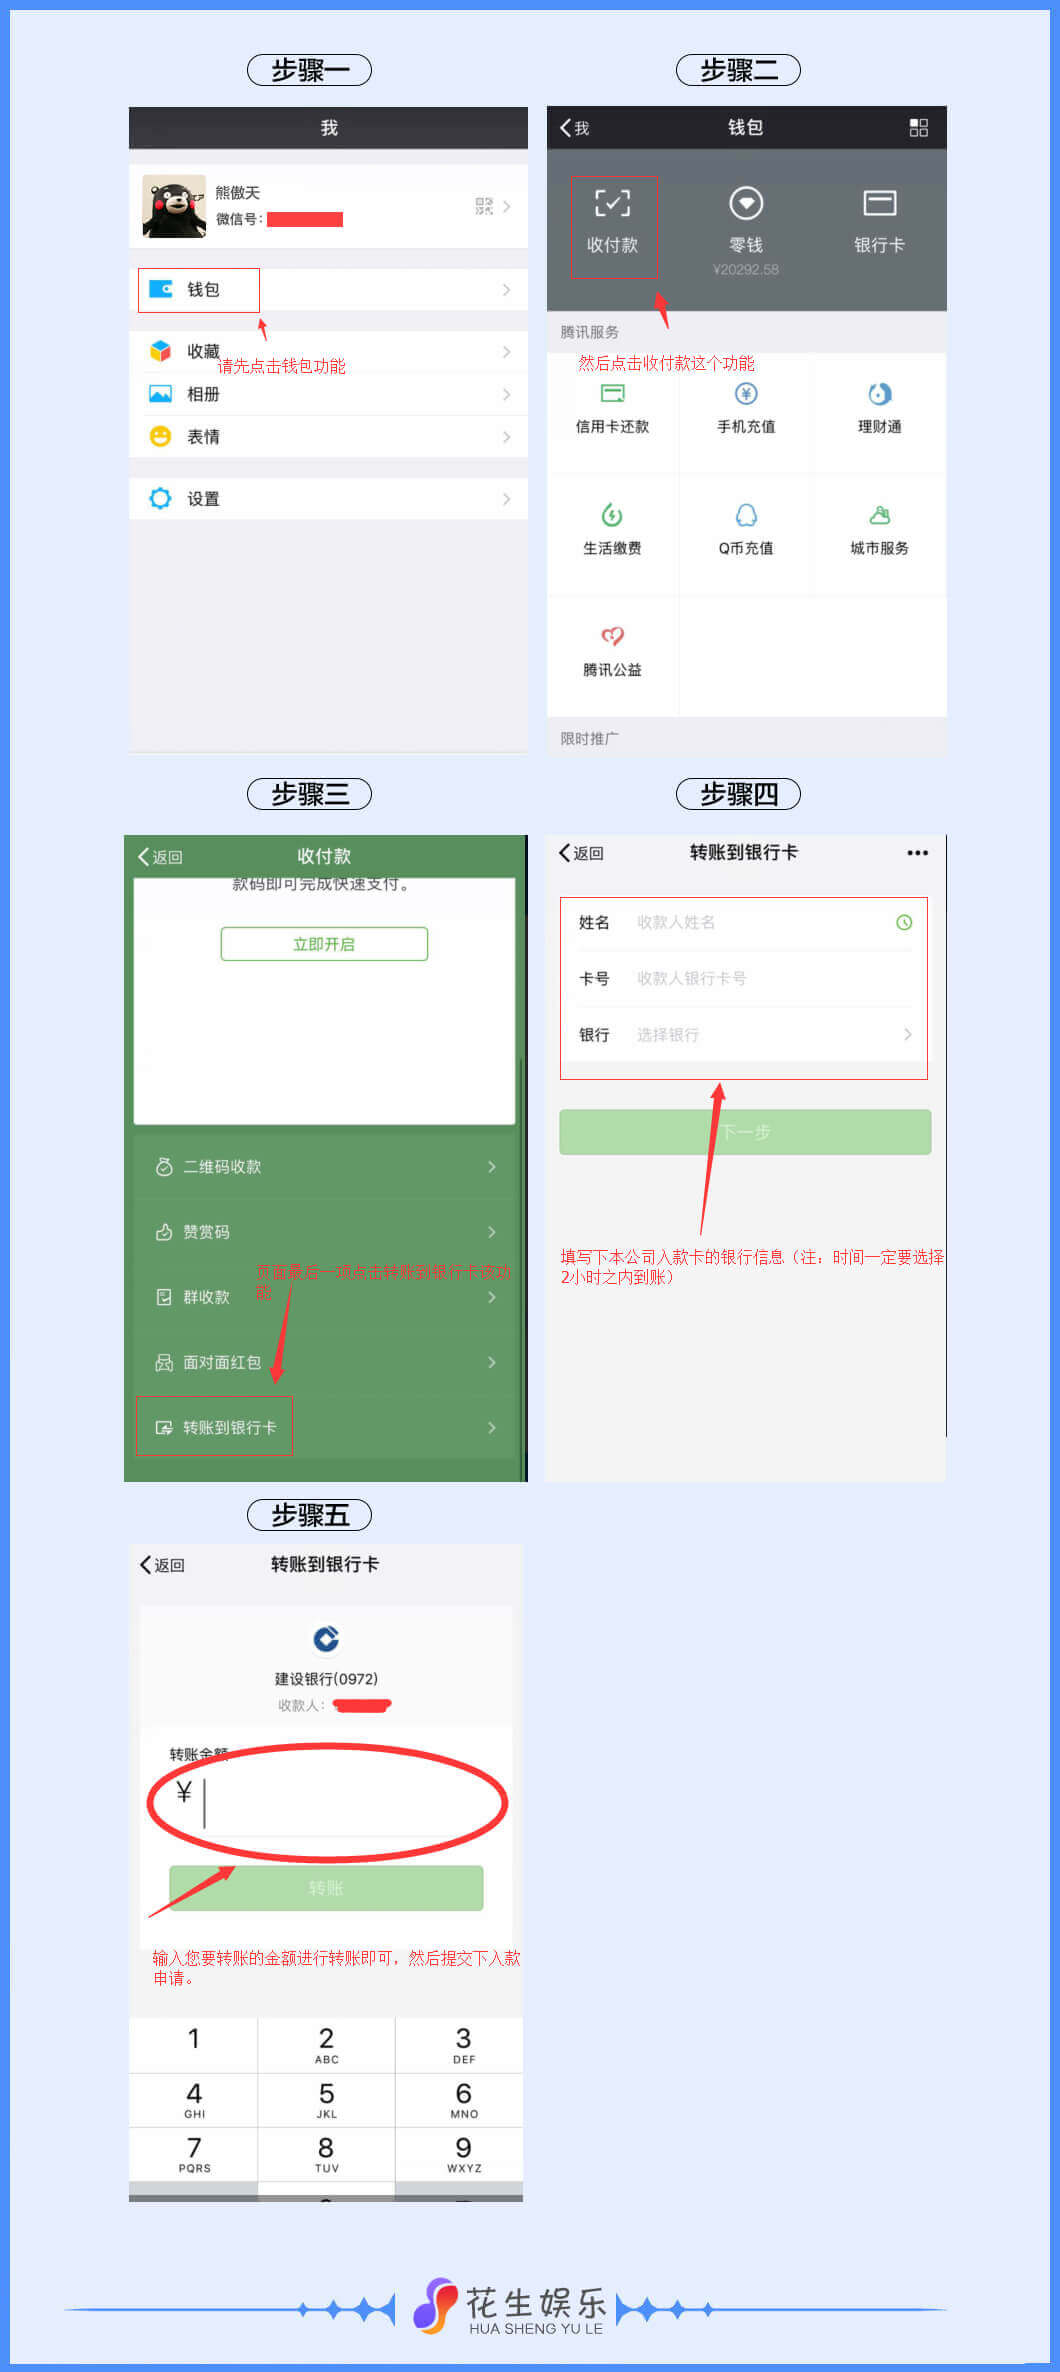 步骤一
我
熊傲天
微信号：
钱包
请先点击钱包功能
收藏
相册
表情
设置
步骤二
我
钱包
收付款
零钱
¥20292.58
银行卡
腾讯服务
然后点击收付款这个功能
信用卡还款
手机充值
理财通
生活缴费
Q币充值
城市服务
腾讯公益
限时推广
步骤三
返回
收付款
款码即可完成快速支付。
立即开启
二维码收款
赞赏码
页面最后一项点击转账到银行卡该功
能
群收款
面对面红包
转账到银行卡
步骤四
返回
转账到银行卡
姓名 收款人姓名
卡号 收款人银行卡号
银行 选择银行
下一步
填写下本公司入款卡的银行信息（注：时间一定要选择
2小时之内到账）
步骤五
返回
转账到银行卡
建设银行(0972)
收款人：
转账金额
¥
转账
输入您要转账的金额进行转账即可，然后提交下入款
申请。
1
2
ABC
3
DEF
4
GHI
5
JKL
6
MNO
7
PQRS
8
TUV
9
WXYZ
花生娱乐
HUA SHENG YU LE